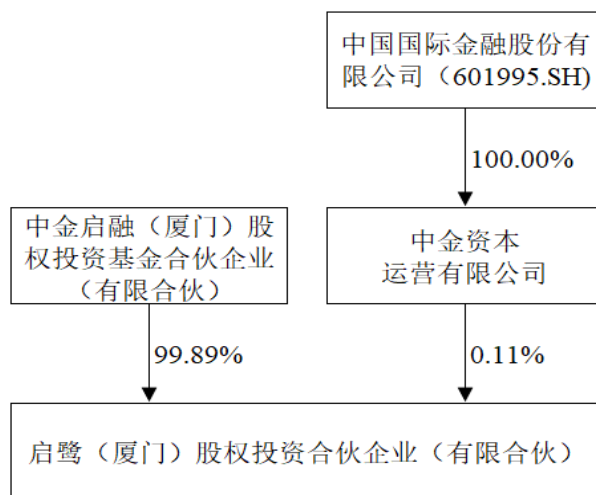 中国国际金融股份有
限公司（601995.SH)
100.00%
中金启融（厦门）股
权投资基金合伙企业
（有限合伙）
中金资本
运营有限公司
99.89%
0.11%
启鹭（厦门）股权投资合伙企业（有限合伙）